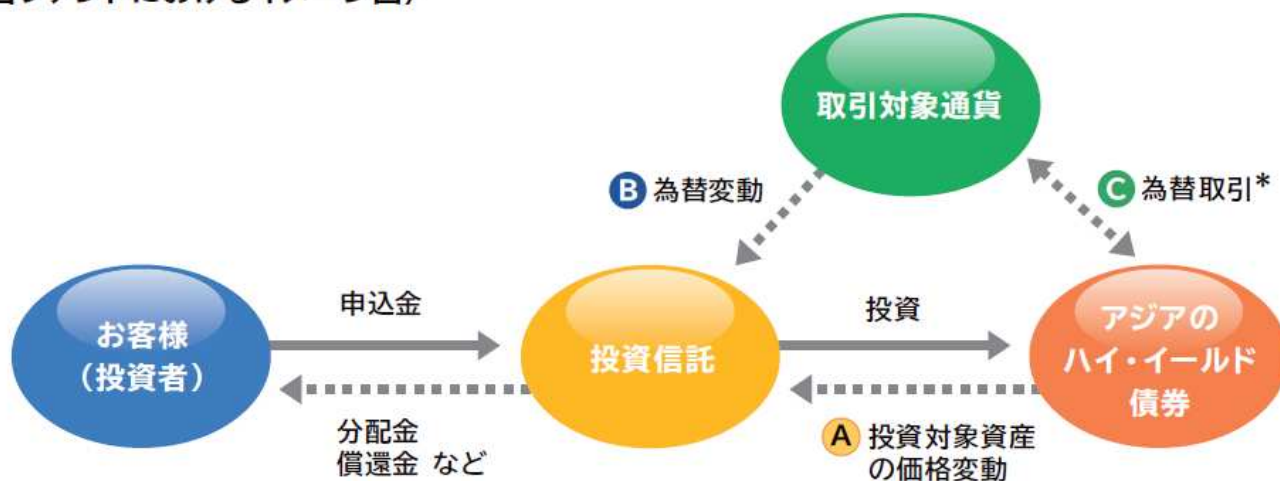 取引対象通貨
B 為替変動
C 為替取引*
お客様
（投資者）
申込金
分配金
償還金 など
投資信託
投資
A 投資対象資産
の価格変動
アジアの
ハイ・イールド
債券